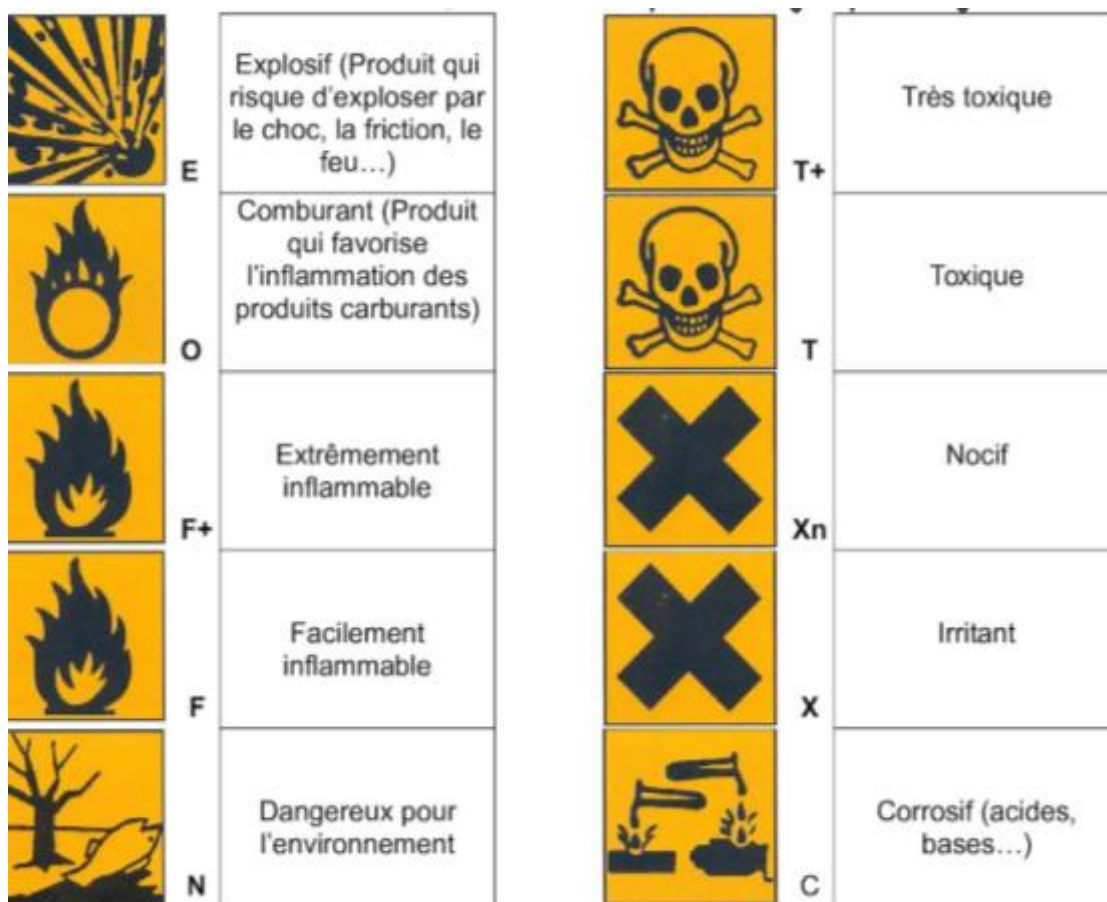 E
Explosif (Produit qui
risque d'exploser par
le choc, la friction, le
feu…)
T+
Très toxique
O
Comburant (Produit
qui favorise
l'inflammation des
produits carburants)
T
Toxique
F+
Extrêmement
inflammable
Xn
Nocif
F
Facilement
inflammable
X
Irritant
N
Dangereux pour
l'environnement
C
Corrosif (acides,
bases…)